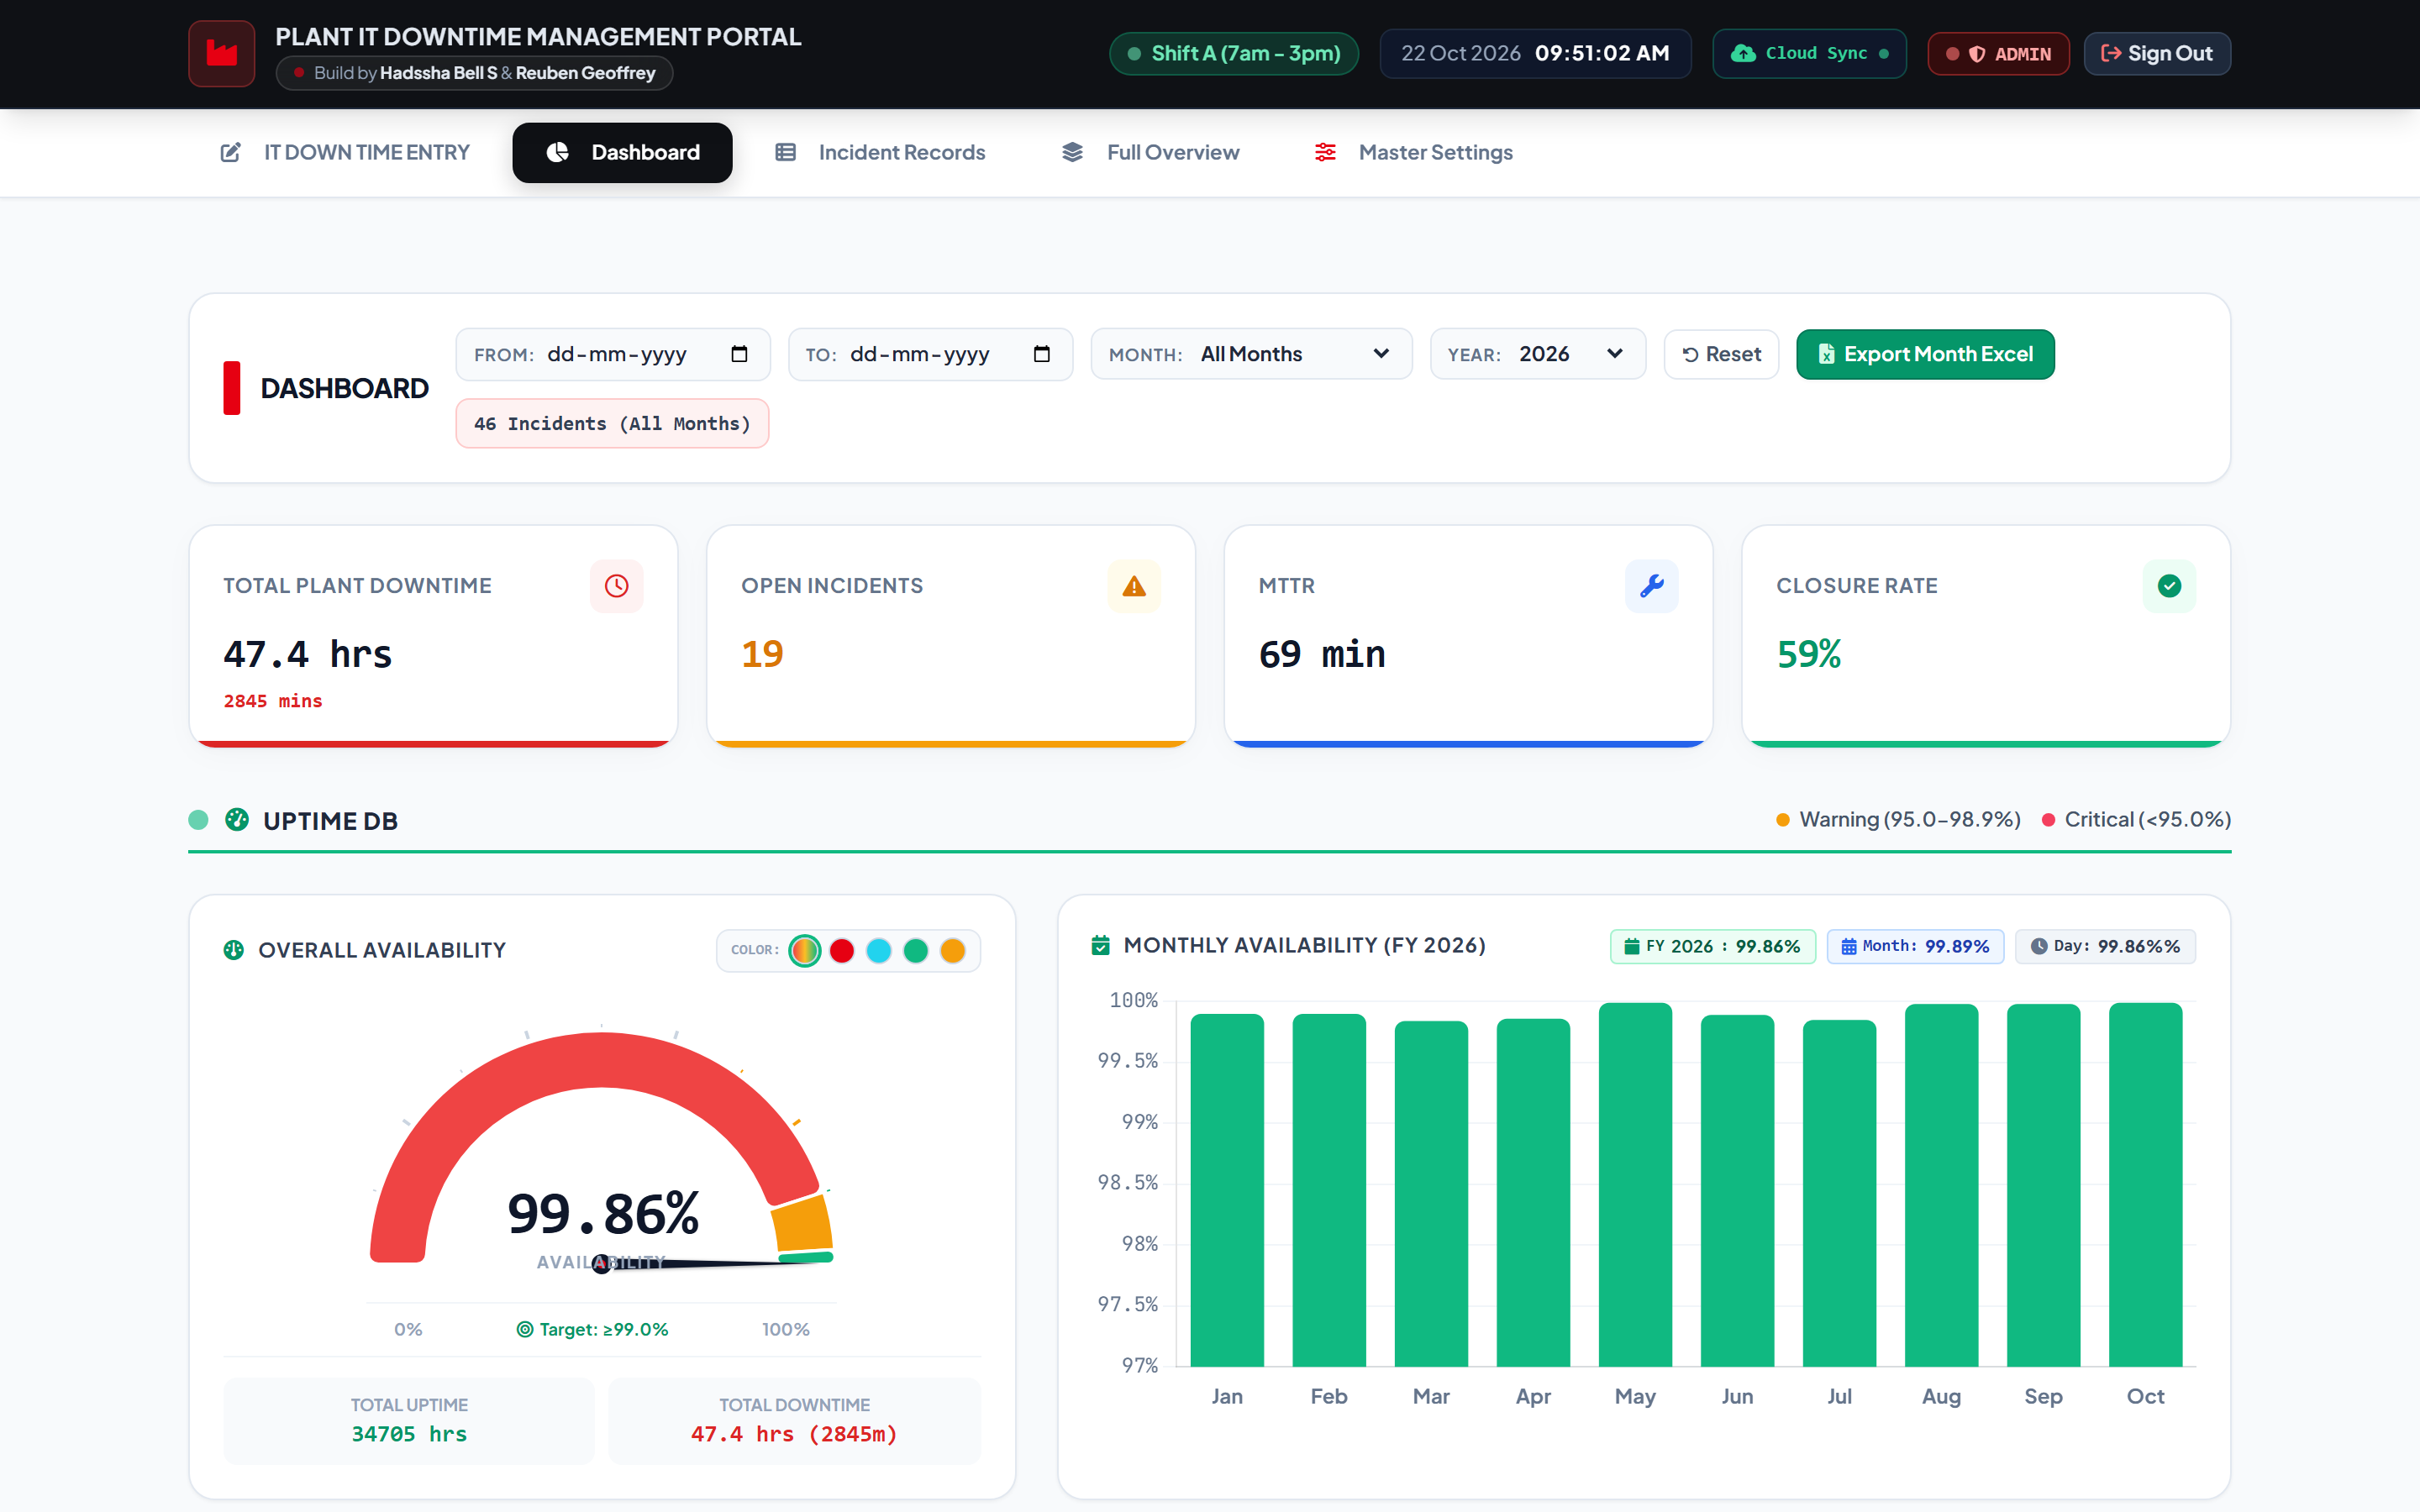 PLANT IT DOWNTIME MANAGEMENT PORTAL
Build by Hadssha Bell S & Reuben Geoffrey
Shift A (7am – 3pm)
22 Oct 2026 09:51:02 AM
Cloud Sync
ADMIN
Sign Out
IT DOWN TIME ENTRY
Dashboard
Incident Records
Full Overview
Master Settings
DASHBOARD
FROM: dd-mm-yyyy
TO: dd-mm-yyyy
MONTH: All Months
YEAR: 2026
Reset
Export Month Excel
46 Incidents (All Months)
TOTAL PLANT DOWNTIME
47.4 hrs
2845 mins
OPEN INCIDENTS
19
MTTR
69 min
CLOSURE RATE
59%
UPTIME DB
Warning (95.0–98.9%)
Critical (<95.0%)
OVERALL AVAILABILITY
COLOR:
99.86%
AVAILABILITY
0%
Target: ≥99.0%
100%
TOTAL UPTIME
34705 hrs
TOTAL DOWNTIME
47.4 hrs (2845m)
MONTHLY AVAILABILITY (FY 2026)
FY 2026 : 99.86%
Month: 99.89%
Day: 99.86%%
100%
99.5%
99%
98.5%
98%
97.5%
97%
Jan Feb Mar Apr May Jun Jul Aug Sep Oct